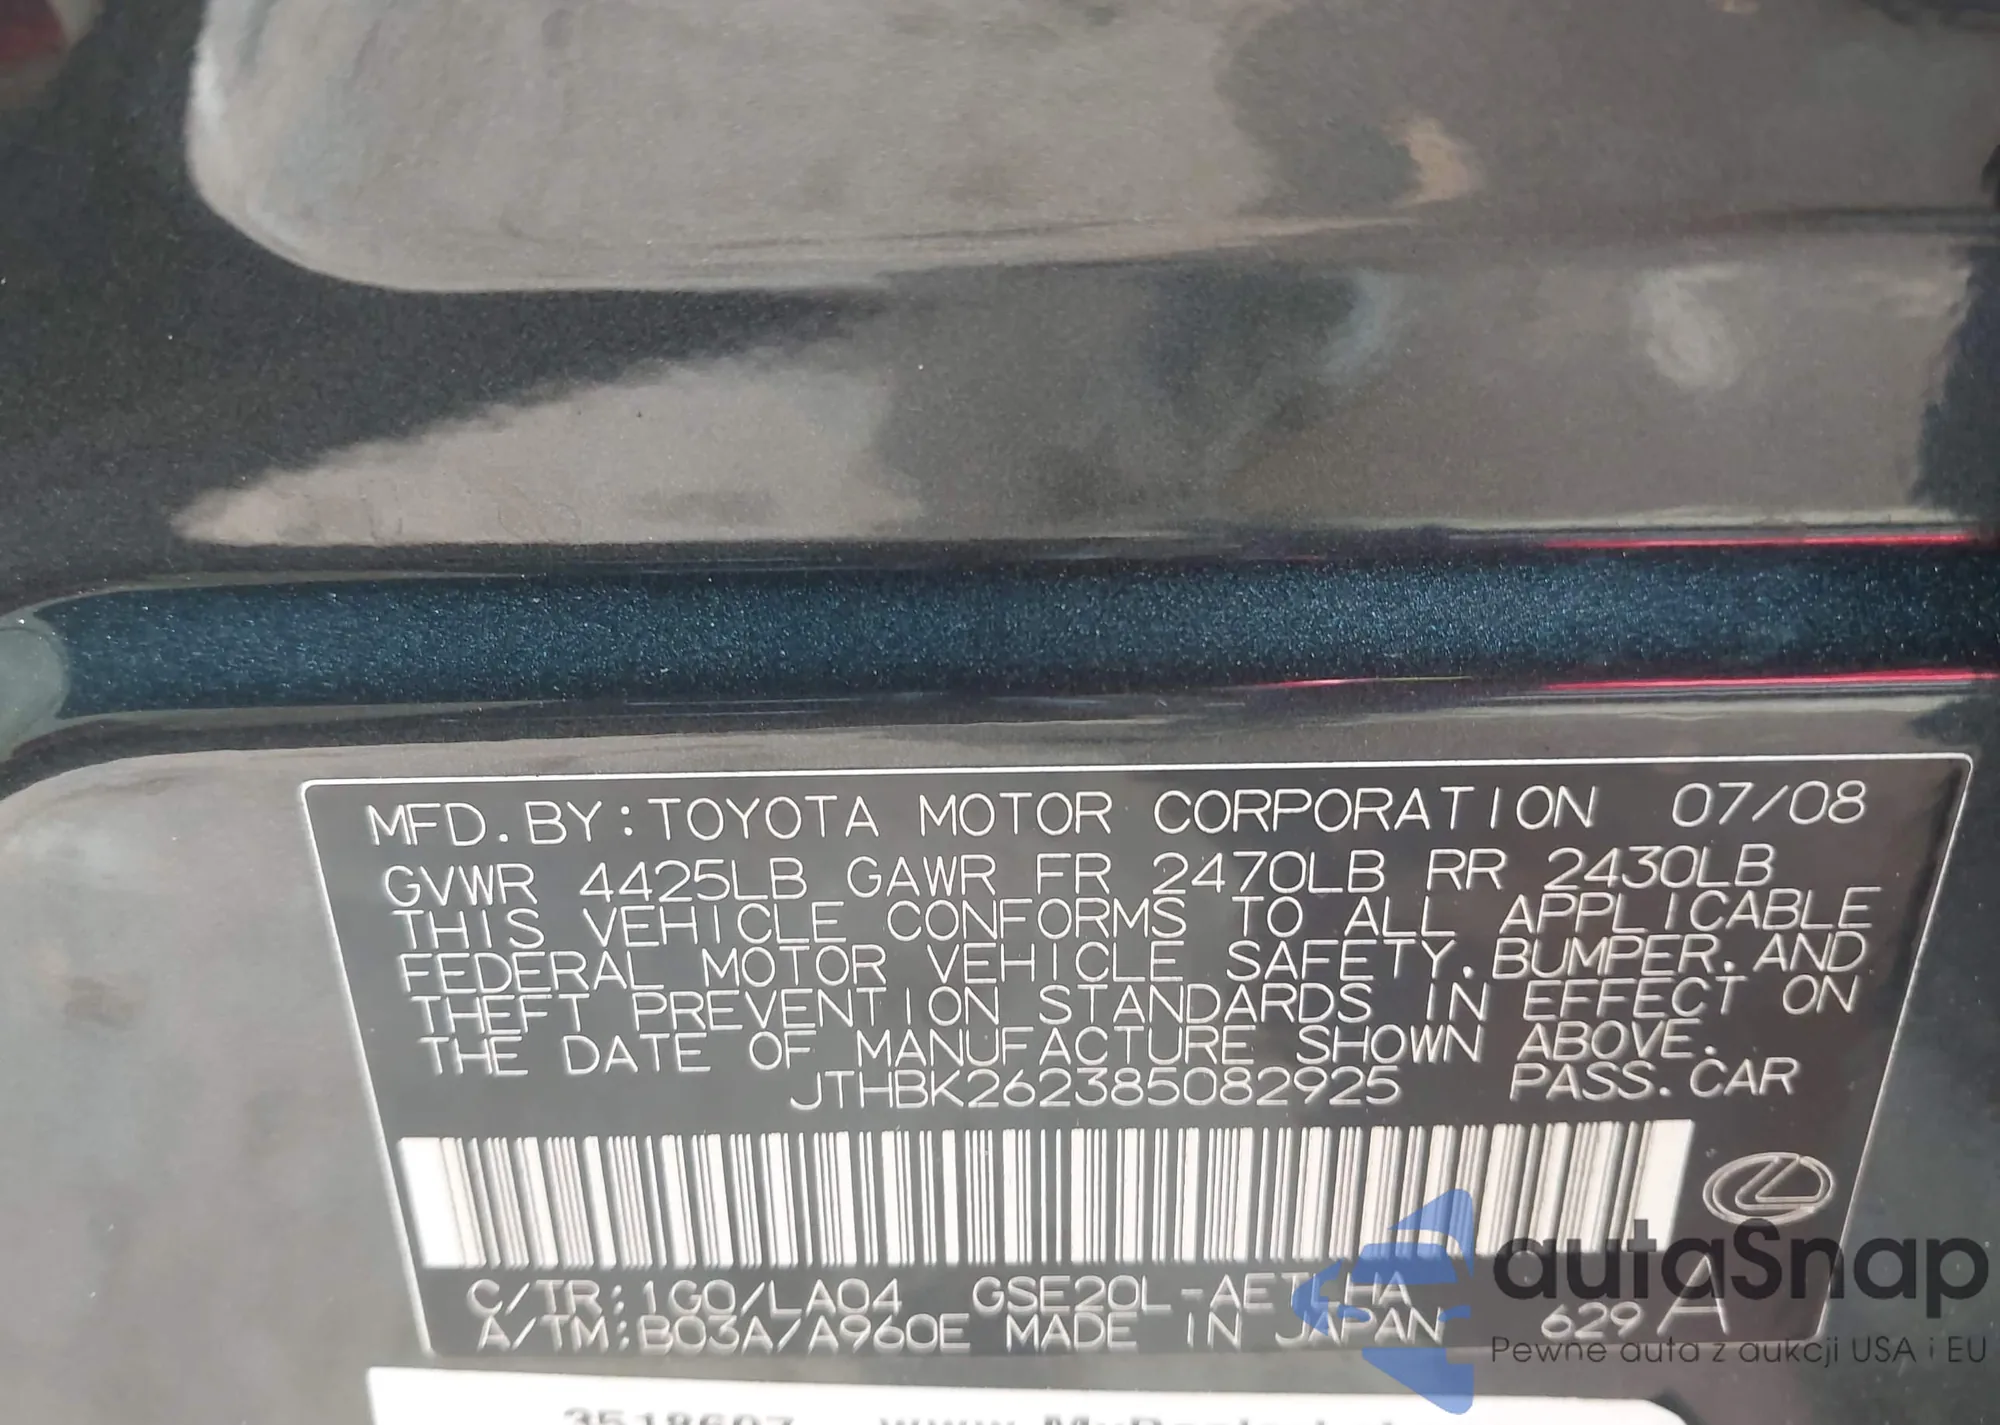 MFD. BY: TOYOTA MOTOR CORPORATION 07/08
GVWR 4425LB GAWR FR 2470LB RR 2430LB
THIS VEHICLE CONFORMS TO ALL APPLICABLE
FEDERAL MOTOR VEHICLE SAFETY. BUMPER. AND
THEFT PREVENTION STANDARDS IN EFFECT ON
THE DATE OF MANUFACTURE SHOWN ABOVE.
JTHBK262385082925 PASS. CAR
C/TR: 1G0/LA04 GSE20L-AETLHA
A/TM: B03A/A960E MADE IN JAPAN 629 A
autaSnap
Pewne auta z aukcji USA i EU